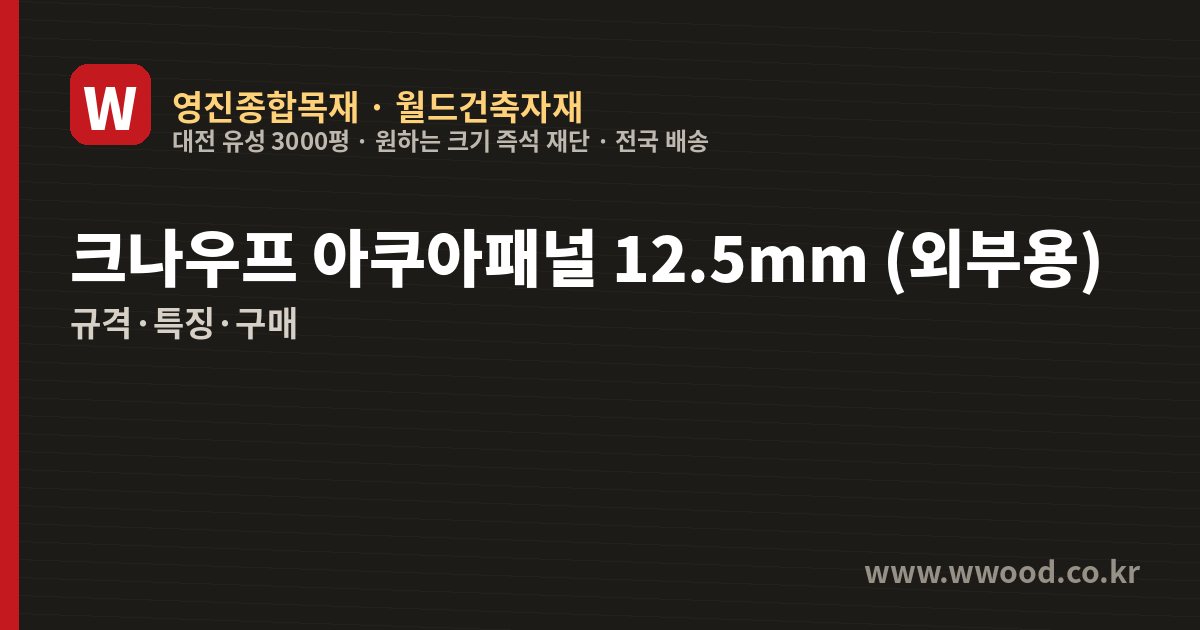 W
영진종합목재 · 월드건축자재
대전 유성 3000평 · 원하는 크기 즉석 재단 · 전국 배송
크나우프 아쿠아패널 12.5mm (외부용)
규격·특징·구매
www.wwood.co.kr